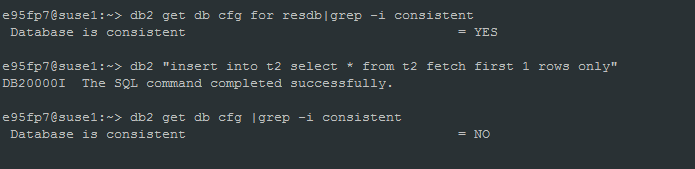 e95fp7@suse1:~> db2 get db cfg for resdb|grep -i consistent
Database is consistent = YES
e95fp7@suse1:~> db2 "insert into t2 select * from t2 fetch first 1 rows only"
DB20000I The SQL command completed successfully.
e95fp7@suse1:~> db2 get db cfg |grep -i consistent
Database is consistent = NO